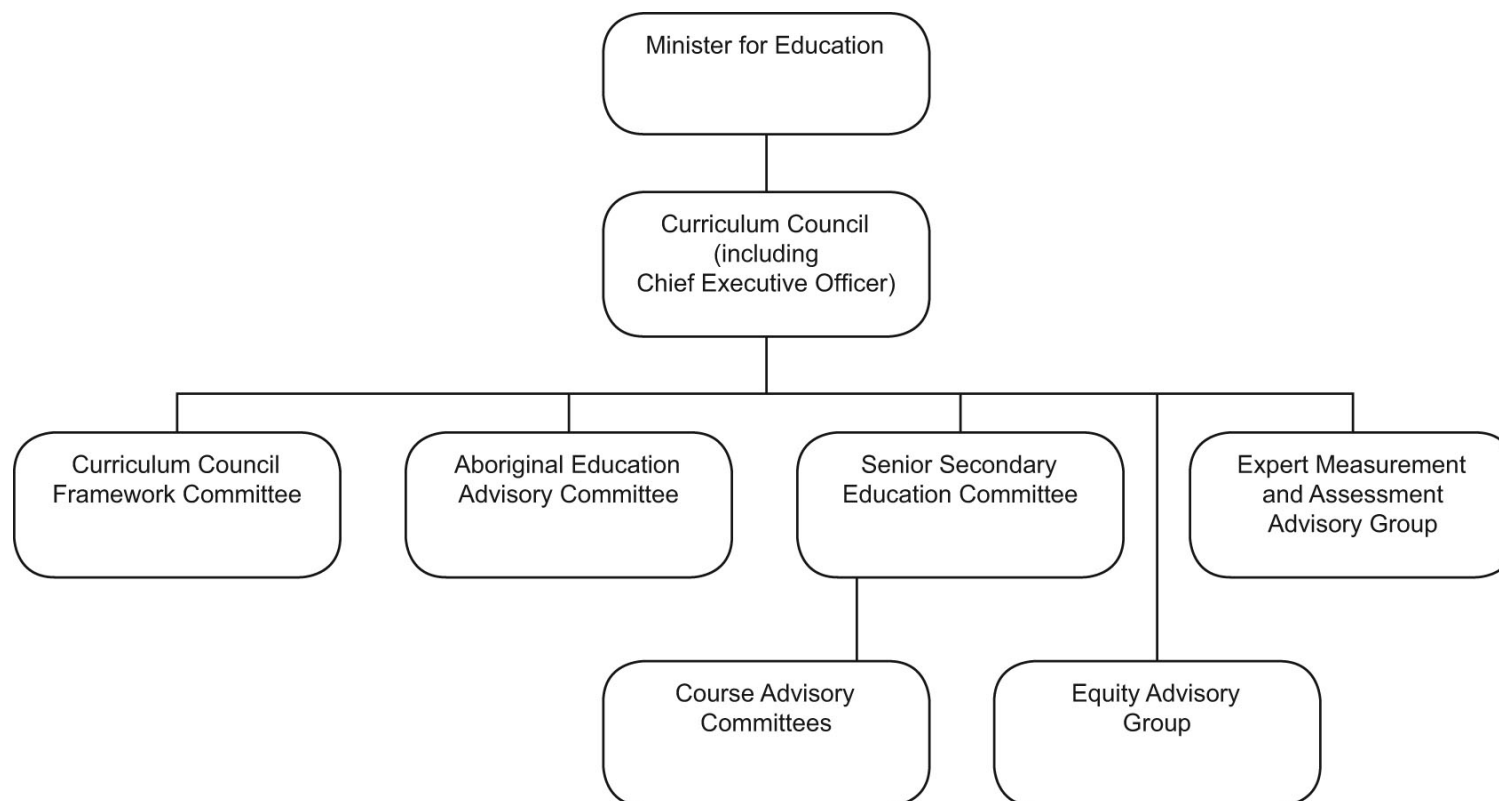 Minister for Education
Curriculum Council
(including
Chief Executive Officer)
Curriculum Council
Framework Committee
Aboriginal Education
Advisory Committee
Senior Secondary
Education Committee
Expert Measurement
and Assessment
Advisory Group
Course Advisory
Committees
Equity Advisory
Group